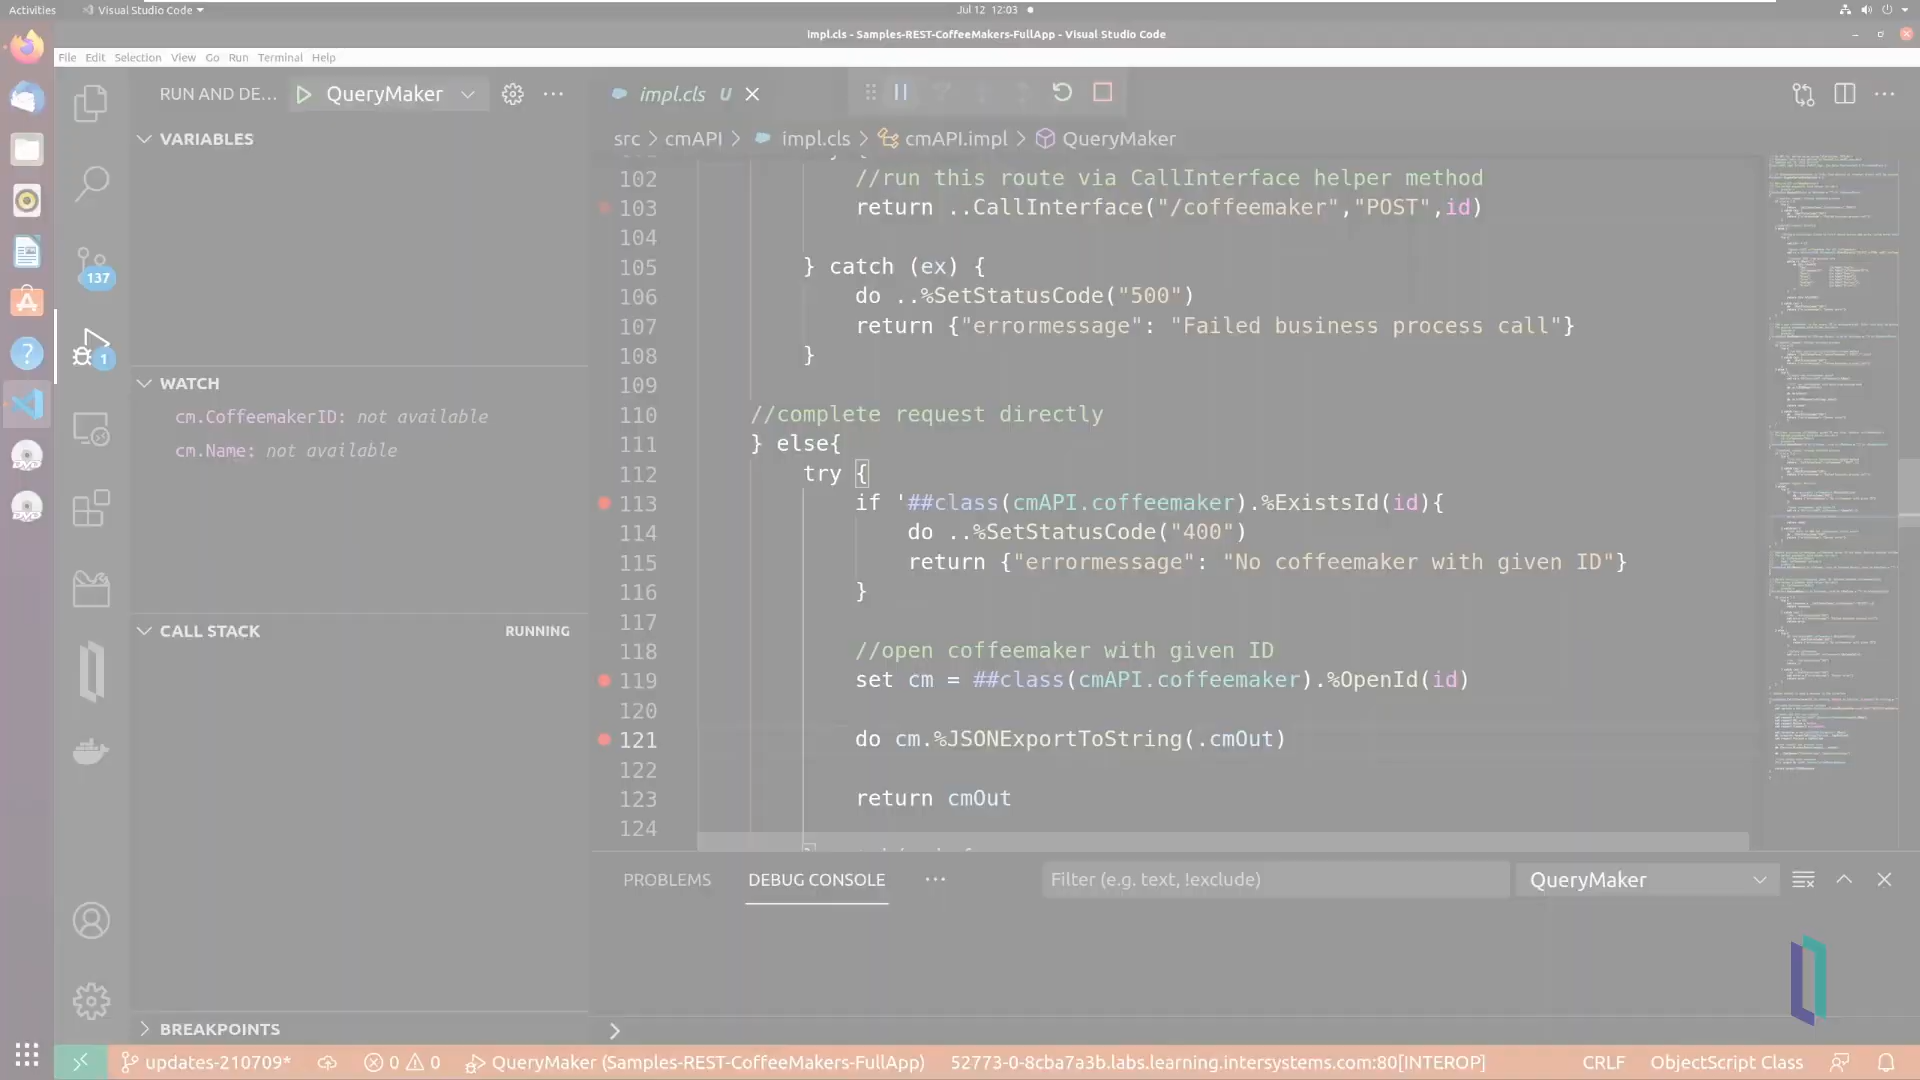 Activities
Visual Studio Code
Jul 12 12:03
impl.cls - Samples-REST-CoffeeMakers-FullApp - Visual Studio Code
File Edit Selection View Go Run Terminal Help
RUN AND DE... QueryMaker
impl.cls U
VARIABLES
src > cmAPI > impl.cls > cmAPI.impl > QueryMaker
102 //run this route via CallInterface helper method
103 return ..CallInterface("/coffeemaker","POST",id)
104
105 } catch (ex) {
106 do ..%SetStatusCode("500")
107 return {"errormessage": "Failed business process call"}
108 }
109
110 //complete request directly
111 } else{
112 try {
113 if '##class(cmAPI.coffeemaker).%ExistsId(id){
114 do ..%SetStatusCode("400")
115 return {"errormessage": "No coffeemaker with given ID"}
116 }
117
118 //open coffeemaker with given ID
119 set cm = ##class(cmAPI.coffeemaker).%OpenId(id)
120
121 do cm.%JSONExportToString(.cmOut)
122
123 return cmOut
124
137
1
WATCH
cm.CoffeemakerID: not available
cm.Name: not available
CALL STACK RUNNING
BREAKPOINTS
PROBLEMS DEBUG CONSOLE ...
Filter (e.g. text, !exclude)
QueryMaker
updates-210709* 0 0 QueryMaker (Samples-REST-CoffeeMakers-FullApp) 52773-0-8cba7a3b.labs.learning.intersystems.com:80[INTEROP] CRLF ObjectScript Class